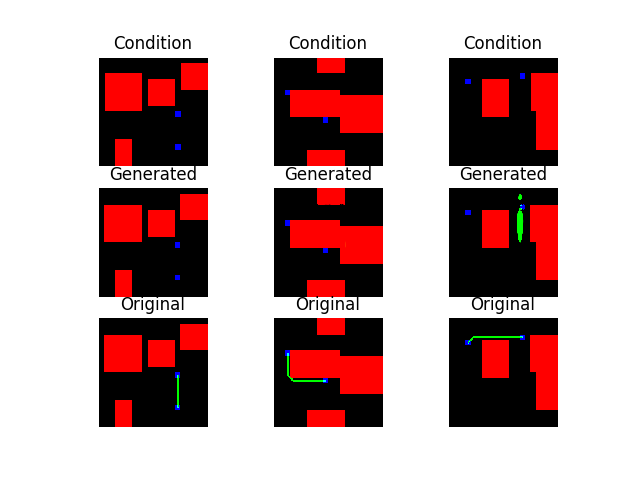 Condition Condition Condition
Generated Generated Generated
Original Original Original